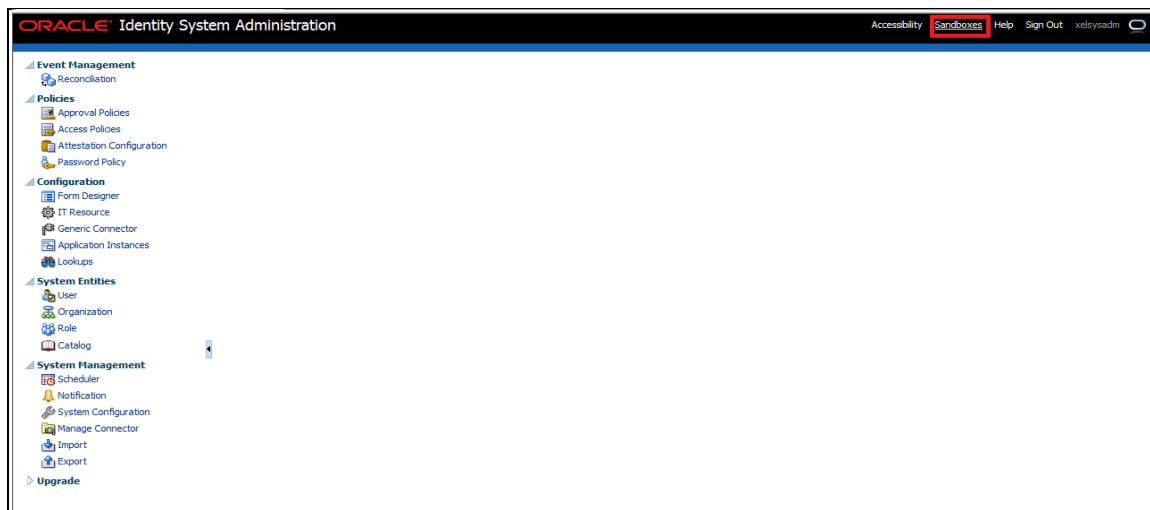 ORACLE Identity System Administration
Accessibility Sandboxes Help Sign Out xelsysadm
Event Management
Reconciliation
Policies
Approval Policies
Access Policies
Attestation Configuration
Password Policy
Configuration
Form Designer
IT Resource
Generic Connector
Application Instances
Lookups
System Entities
User
Organization
Role
Catalog
System Management
Scheduler
Notification
System Configuration
Manage Connector
Import
Export
Upgrade